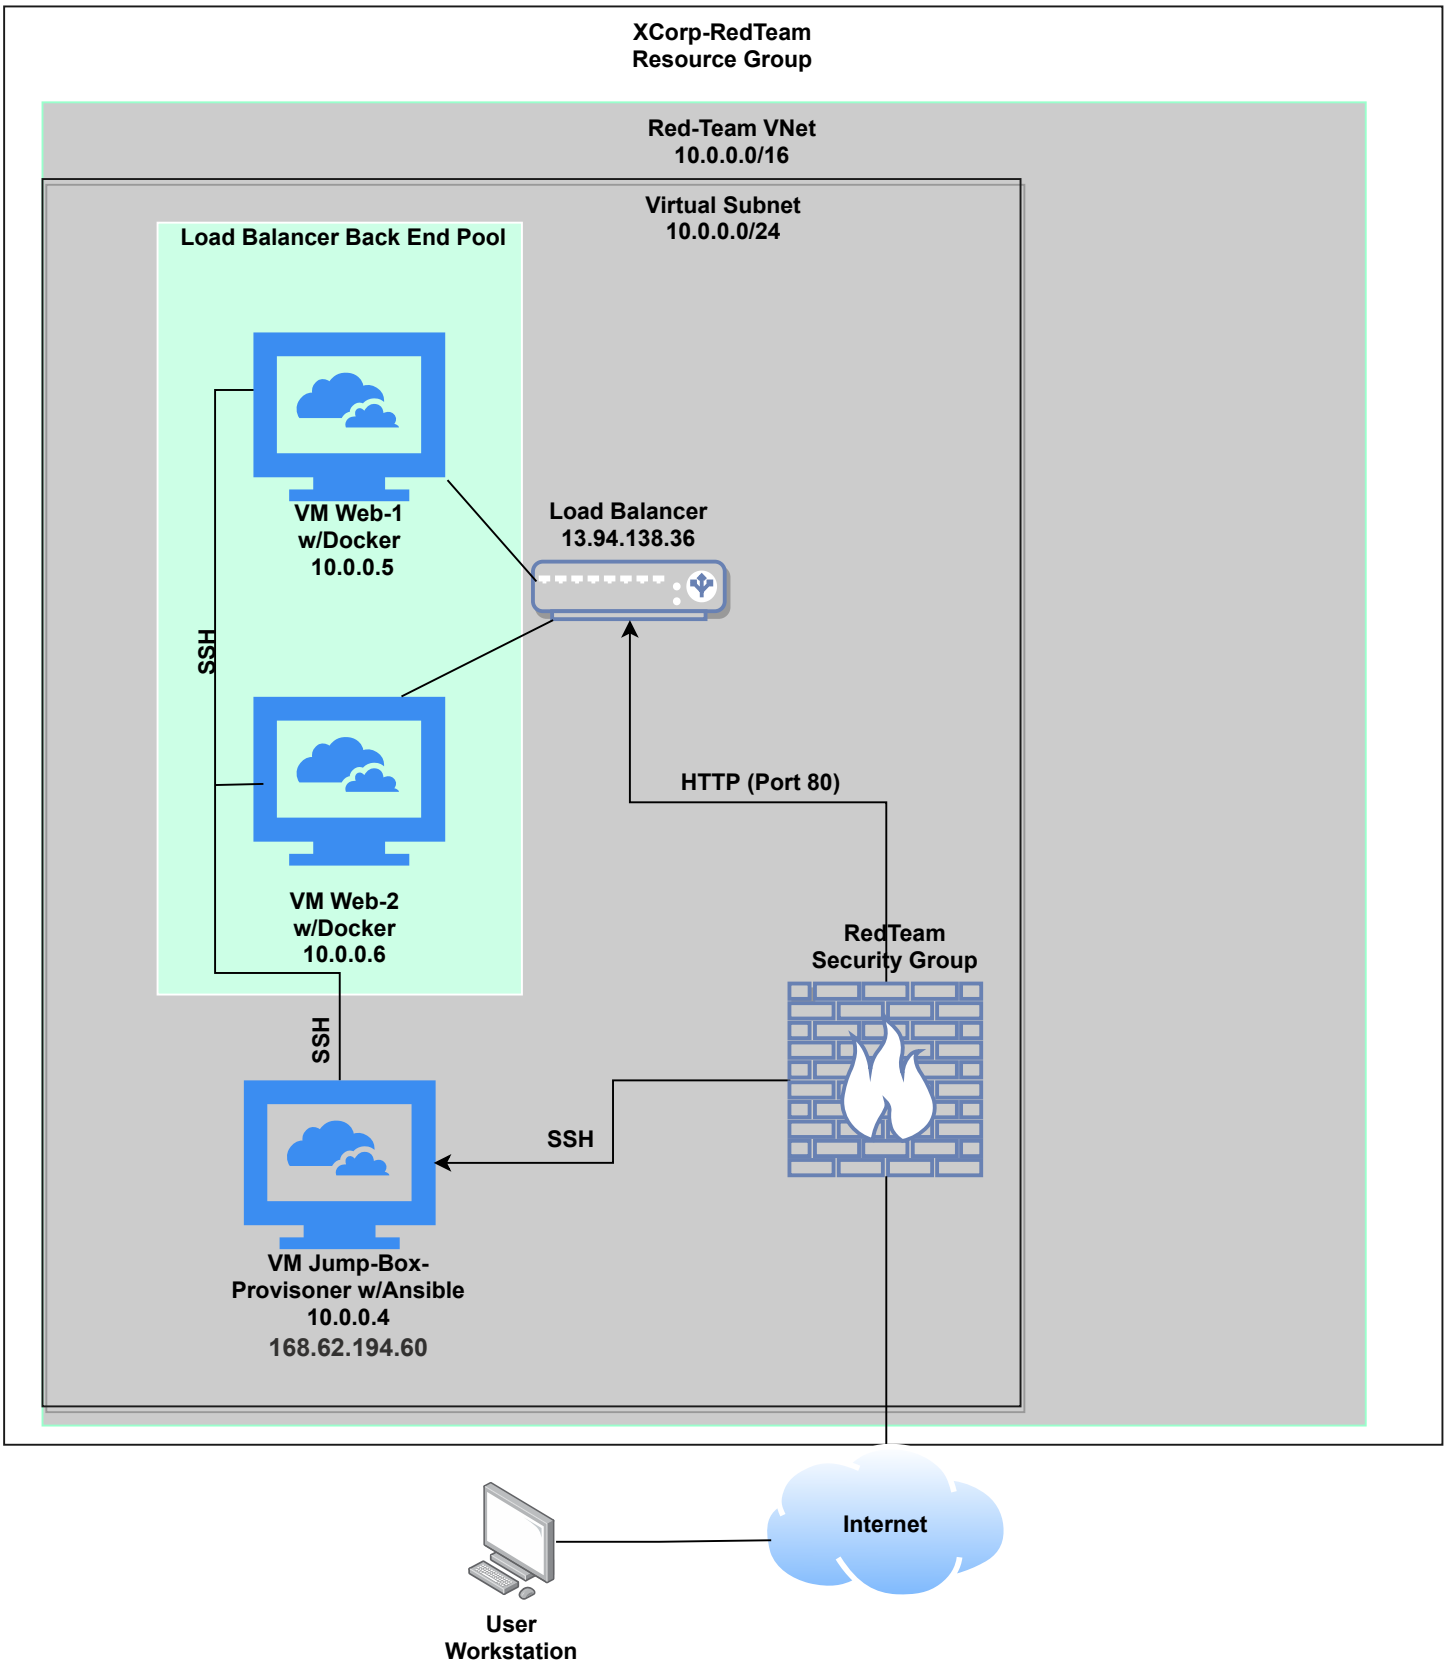 XCorp-RedTeam
Resource Group
Red-Team VNet
10.0.0.0/16
Virtual Subnet
10.0.0.0/24
Load Balancer Back End Pool
VM Web-1
w/Docker
10.0.0.5
Load Balancer
13.94.138.36
SSH
HTTP (Port 80)
VM Web-2
w/Docker
10.0.0.6
RedTeam
Security Group
SSH
SSH
VM Jump-Box-
Provisoner w/Ansible
10.0.0.4
168.62.194.60
Internet
User
Workstation